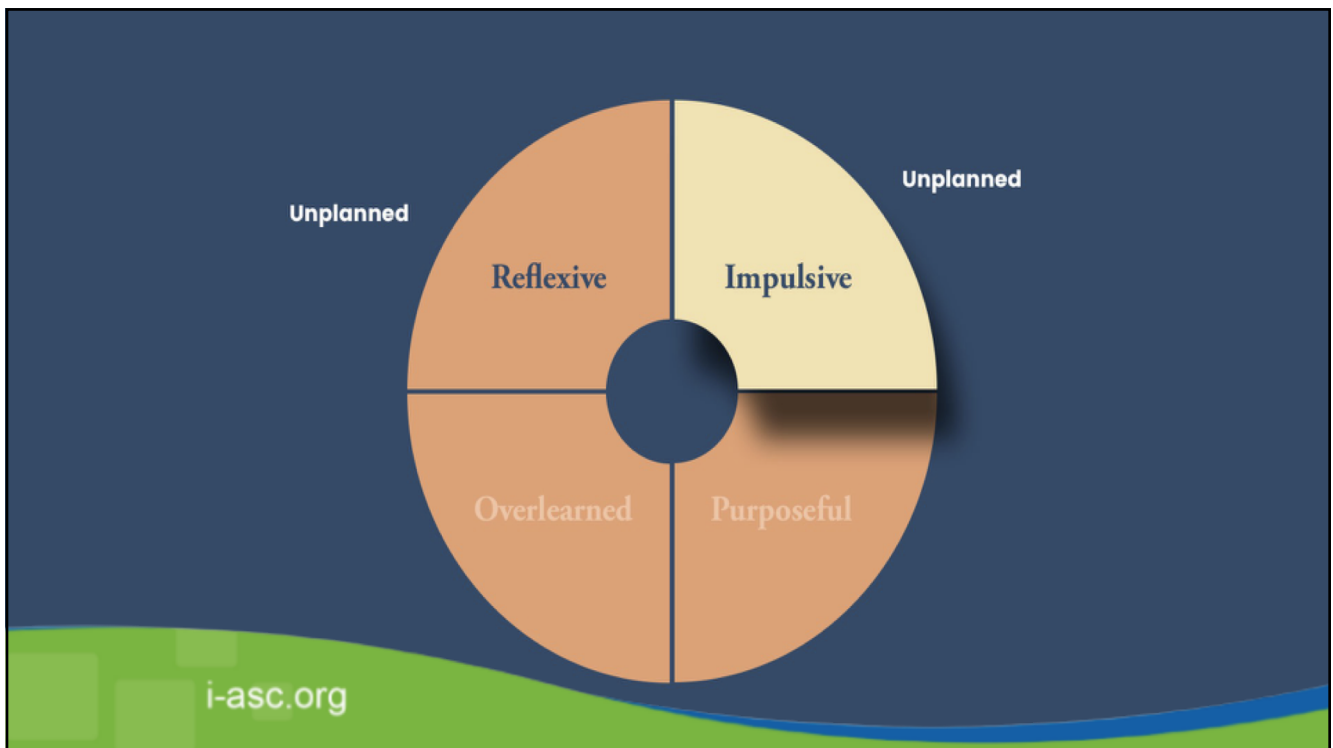 Unplanned
Unplanned
Reflexive
Impulsive
Overlearned
Purposeful
i-asc.org